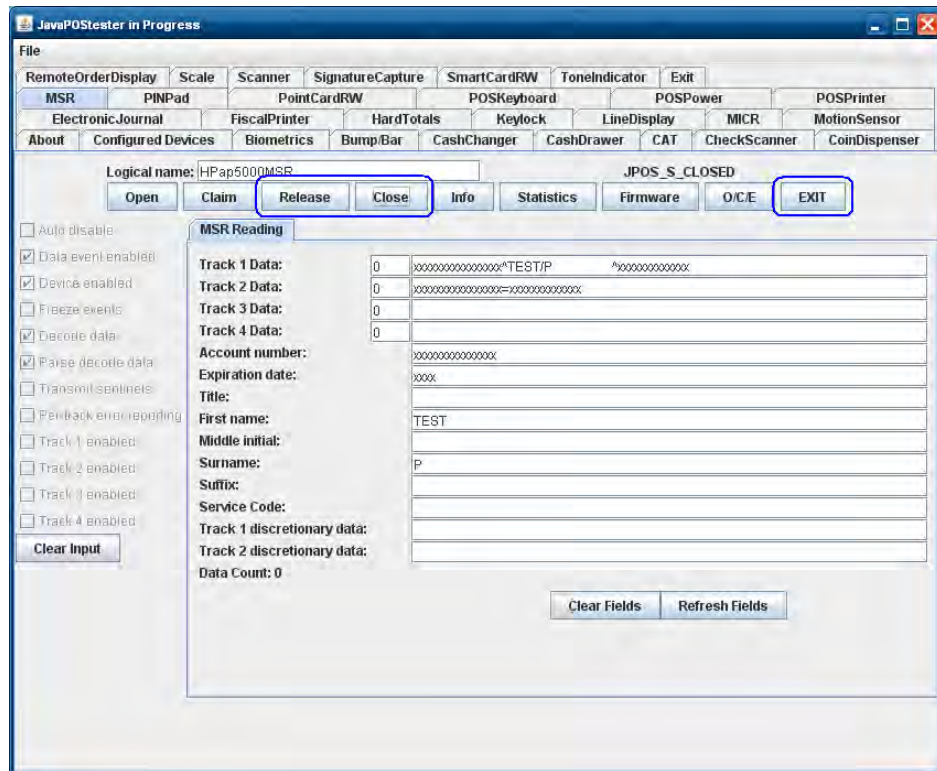 JavaPOStester in Progress
File
RemoteOrderDisplay Scale Scanner SignatureCapture SmartCardRW ToneIndicator Exit
MSR PINPad PointCardRW POSKeyboard POSPower POSPrinter
ElectronicJournal FiscalPrinter HardTotals Keylock LineDisplay MICR MotionSensor
About Configured Devices Biometrics Bump/Bar CashChanger CashDrawer CAT CheckScanner CoinDispenser
Logical name: HPap5000MSR JPOS_S_CLOSED
Open Claim Release Close Info Statistics Firmware O/C/E EXIT
Auto disable
Data event enabled
Device enabled
Freeze events
Decode data
Parse decode data
Transmit sentinels
Per-track error reporting
Track 1 enabled
Track 2 enabled
Track 3 enabled
Track 4 enabled
Clear Input
MSR Reading
Track 1 Data: 0 xxxxxxxxxxxxxxxx^TEST/P ^xxxxxxxxxxxxx
Track 2 Data: 0 xxxxxxxxxxxxxxxx=xxxxxxxxxxxxx
Track 3 Data: 0
Track 4 Data: 0
Account number: xxxxxxxxxxxxxxx
Expiration date: xxxx
Title:
First name: TEST
Middle initial:
Surname: P
Suffix:
Service Code:
Track 1 discretionary data:
Track 2 discretionary data:
Data Count: 0
Clear Fields Refresh Fields